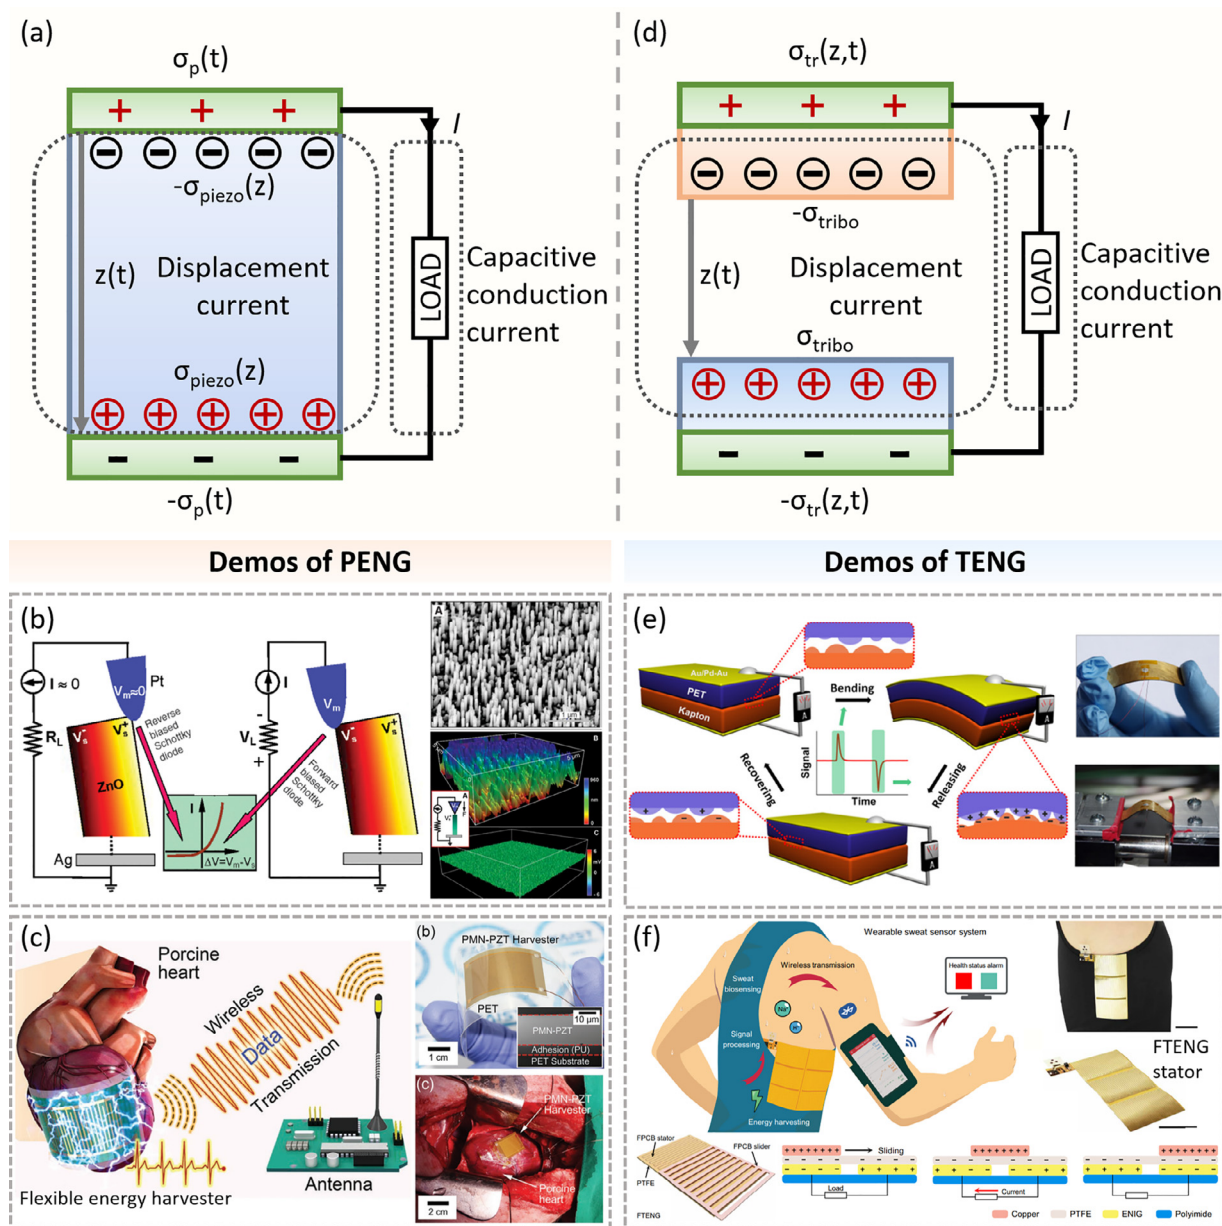 (a)
σp(t)
+ + +
I
-σpiezo(z)
z(t)
Displacement
current
LOAD
Capacitive
conduction
current
σpiezo(z)
-σp(t)
(d)
σtr(z,t)
+ + +
I
-σtribo
z(t)
Displacement
current
LOAD
Capacitive
conduction
current
σtribo
-σtr(z,t)
Demos of PENG
Demos of TENG
(b)
I ≈ 0
Vm≈0
Pt
RL
Vs-
Vs+
ZnO
Reverse
biased
Schottky
diode
I
Vm
VL
-
+
Vs-
Vs+
Forward
biased
Schottky
diode
I
ΔV=Vm-Vs
Ag
A
B
C
(e)
Au/Pd-Au
PET
Kapton
Bending
Signal
Time
Recovering
Releasing
A
A
A
(c)
Porcine
heart
Wireless
Data
Transmission
Flexible energy harvester
Antenna
(b)
PMN-PZT Harvester
PET
1 cm
10 µm
PMN-PZT
Adhesion (PU)
PET Substrate
(c)
PMN-PZT
Harvester
Porcine
heart
2 cm
(f)
Wearable sweat sensor system
Sweat
biosensing
Wireless transmission
Health status alarm
Na+
H+
Signal
processing
Energy harvesting
FTENG
stator
FPCB stator
FPCB slider
PTFE
FTENG
Sliding
Load
Current
Copper
PTFE
ENIG
Polyimide